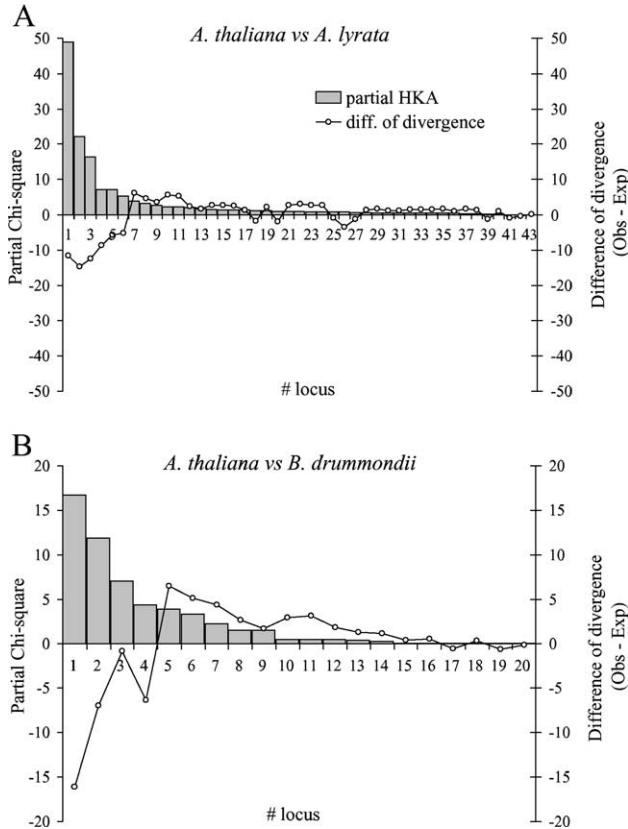 A
A. thaliana vs A. lyrata
partial HKA
diff. of divergence
Partial Chi-square
50
40
30
20
10
0
-10
-20
-30
-40
-50
1 3 5 7 9 11 13 15 17 19 21 23 25 27 29 31 33 35 37 39 41 43
50
40
30
20
10
0
-10
-20
-30
-40
-50
Difference of divergence
(Obs - Exp)
# locus
B
A. thaliana vs B. drummondii
Partial Chi-square
20
15
10
5
0
-5
-10
-15
-20
1 2 3 4 5 6 7 8 9 10 11 12 13 14 15 16 17 18 19 20
20
15
10
5
0
-5
-10
-15
-20
Difference of divergence
(Obs - Exp)
# locus